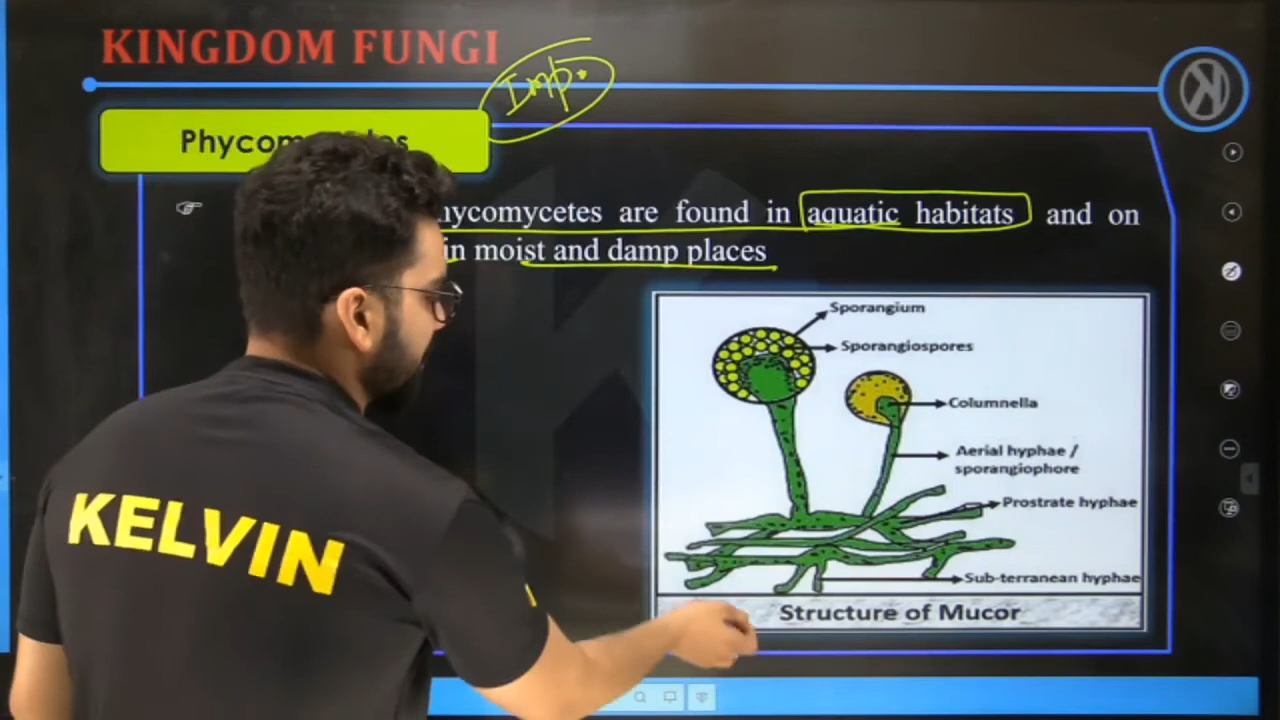 KINGDOM FUNGI
Imp.
hycomycetes are found in aquatic habitats and on
in moist and damp places
Sporangium
Sporangiospores
Columnella
Aerial hyphae /
sporangiophore
Prostrate hyphae
Sub-terranean hyphae
Structure of Mucor
KELVIN